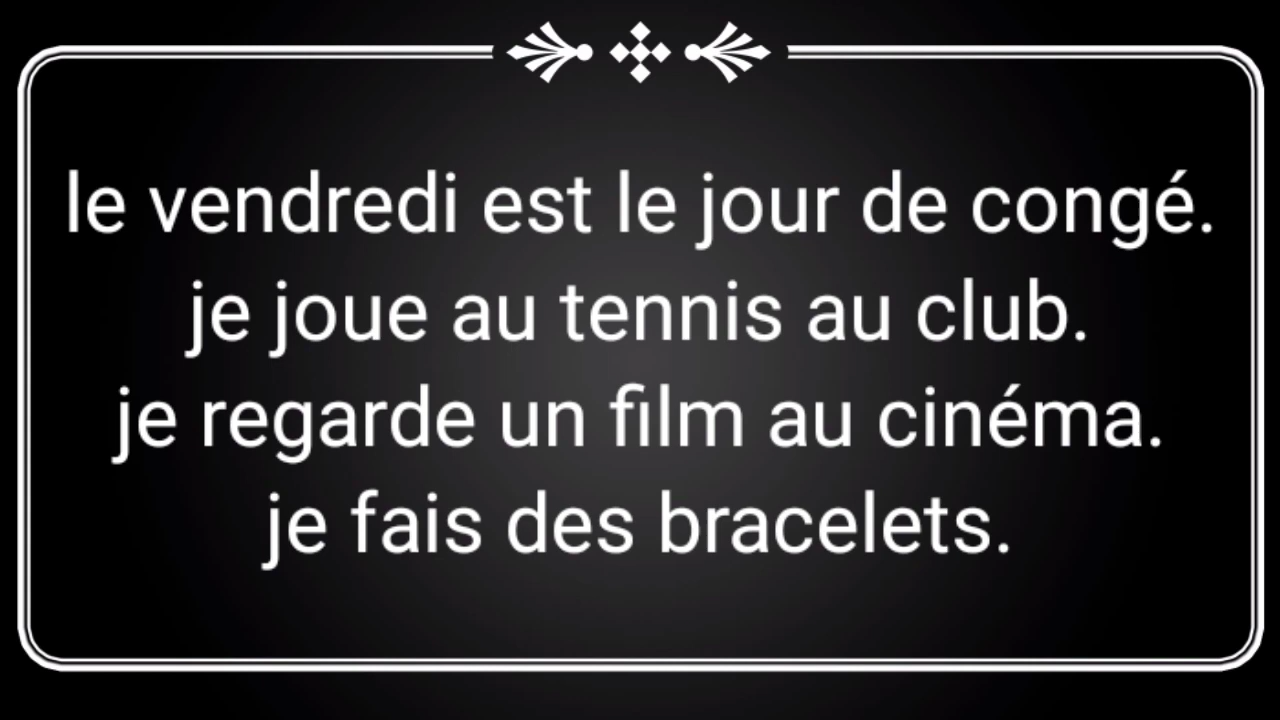 le vendredi est le jour de congé.
je joue au tennis au club.
je regarde un film au cinéma.
je fais des bracelets.